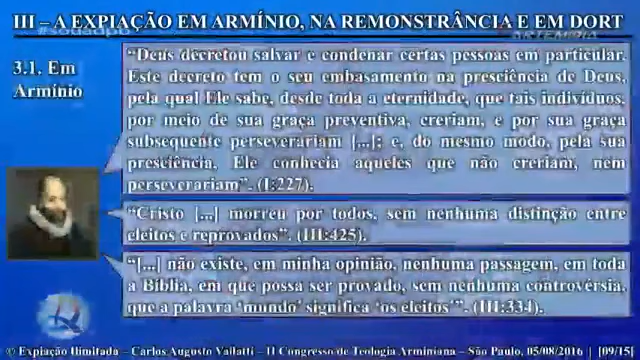 III – A EXPIAÇÃO EM ARMÍNIO, NA REMONSTRÂNCIA E EM DORT
3.1. Em
Armínio
“Deus decretou salvar e condenar certas pessoas em particular.
Este decreto tem o seu embasamento na presciência de Deus,
pela qual Ele sabe, desde toda a eternidade, que tais indivíduos,
por meio de sua graça preventiva, creriam, e por sua graça
subsequente perseverariam [...]; e, do mesmo modo, pela sua
presciência, Ele conhecia aqueles que não creriam, nem
perseverariam”. (I:227).
“Cristo [...] morreu por todos, sem nenhuma distinção entre
eleitos e reprovados”. (III:425).
“[...] não existe, em minha opinião, nenhuma passagem, em toda
a Bíblia, em que possa ser provado, sem nenhuma controvérsia,
que a palavra ‘mundo’ significa ‘os eleitos’”. (III:334).
© Expiação Ilimitada – Carlos Augusto Vailatti – II Congresso de Teologia Arminiana – São Paulo, 05/08/2016 || [09/15]